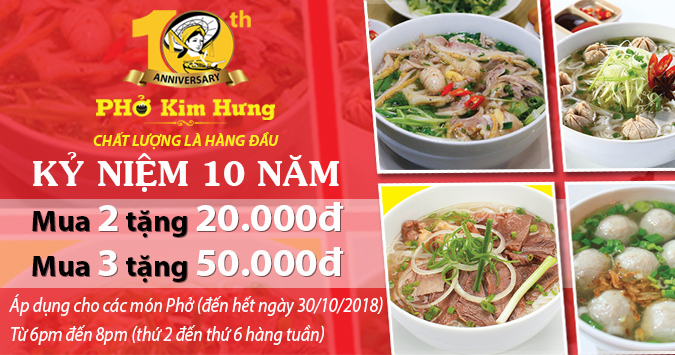 10th
ANNIVERSARY
PHỞ Kim Hưng
CHẤT LƯỢNG LÀ HÀNG ĐẦU
KỶ NIỆM 10 NĂM
Mua 2 tặng 20.000đ
Mua 3 tặng 50.000đ
Áp dụng cho các món Phở (đến hết ngày 30/10/2018)
Từ 6pm đến 8pm (thứ 2 đến thứ 6 hàng tuần)